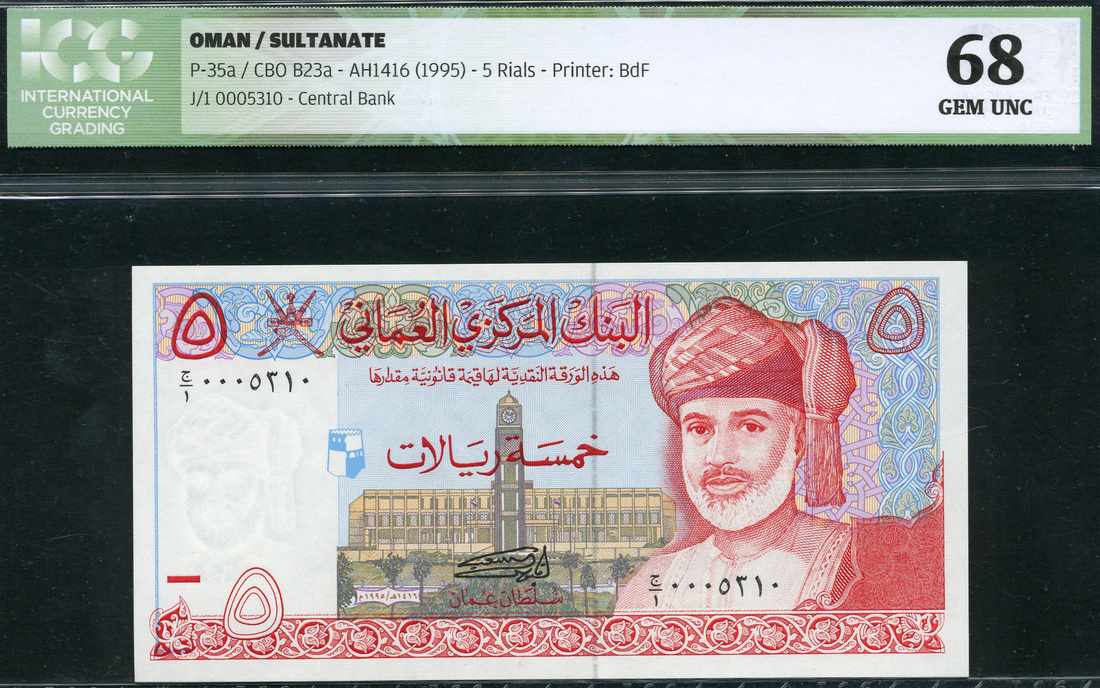 ICG
INTERNATIONAL
CURRENCY
GRADING
OMAN / SULTANATE
P-35a / CBO B23a - AH1416 (1995) - 5 Rials - Printer: BdF
J/1 0005310 - Central Bank
68
GEM UNC
٥ البنك المركزي العماني ٥
هذه الورقة النقدية لها قيمة قانونية مقدارها
ج/١ ٠٠٠٥٣١٠
خمسة ريالات
ج/١ ٠٠٠٥٣١٠
سلطان عمان
١٤١٦هـ/١٩٩٥م
٥